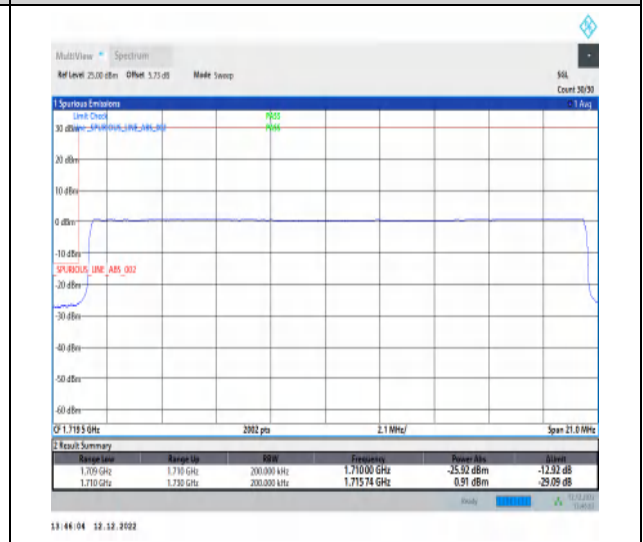 MultiView Spectrum
Ref Level 25.00 dBm Offset 5.73 dB Mode Sweep SGL
Count 30/30
1 Spurious Emissions 1 Avg
Limit Check PASS
30 dBm Line _SPURIOUS_LINE_ABS_002 PASS
20 dBm
10 dBm
0 dBm
-10 dBm
_SPURIOUS_LINE_ABS_002
-20 dBm
-30 dBm
-40 dBm
-50 dBm
-60 dBm
CF 1.7195 GHz 2002 pts 2.1 MHz/ Span 21.0 MHz
2 Result Summary
Range Low Range Up RBW Frequency Power Abs ΔLimit
1.709 GHz 1.710 GHz 200.000 kHz 1.71000 GHz -25.92 dBm -12.92 dB
1.710 GHz 1.730 GHz 200.000 kHz 1.71574 GHz 0.91 dBm -29.09 dB
Ready
13:46:04 12.12.2022